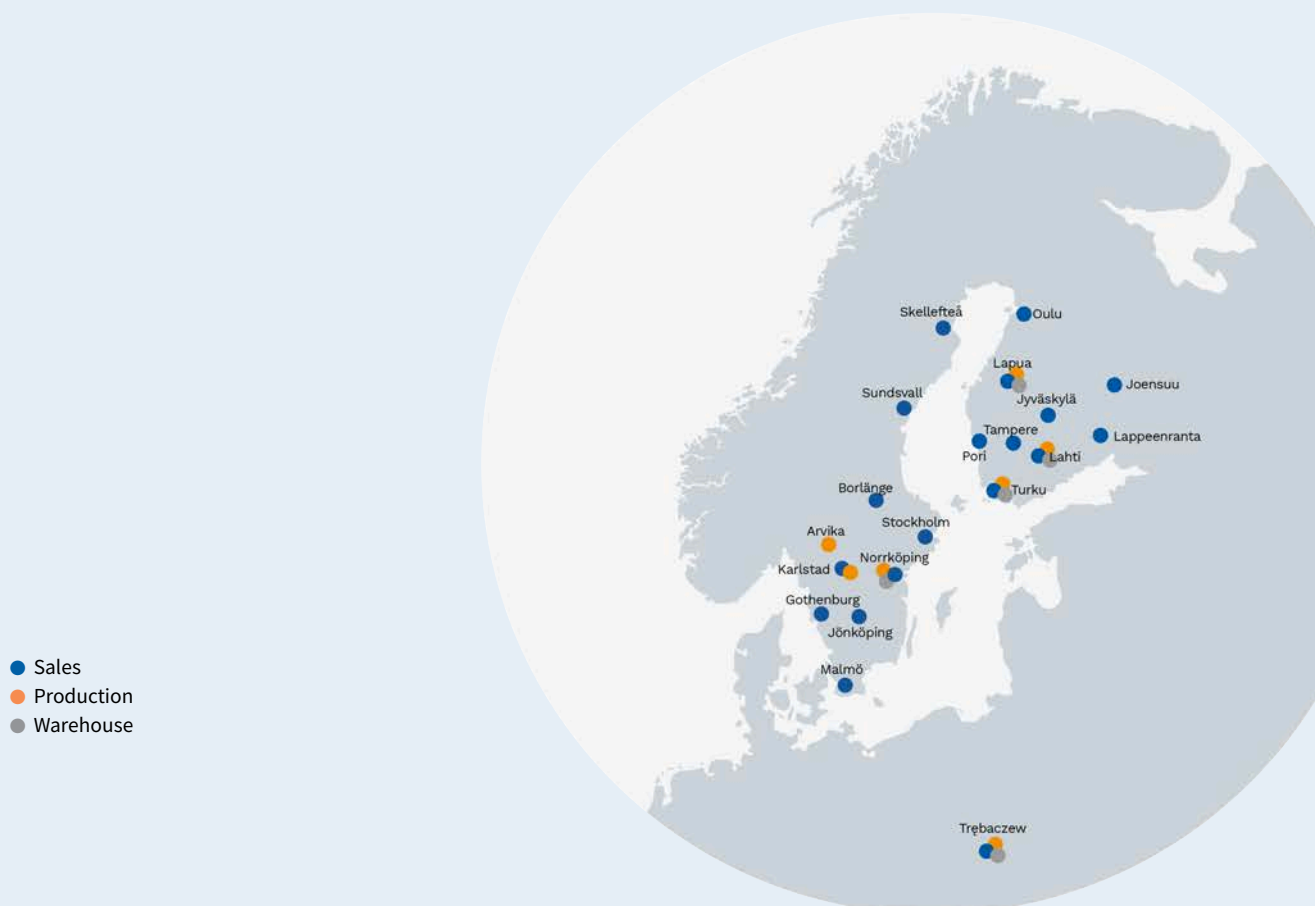 Skellefteå
Oulu
Lapua
Joensuu
Sundsvall
Jyväskylä
Tampere
Lappeenranta
Pori
Lahti
Borlänge
Turku
Stockholm
Arvika
Norrköping
Karlstad
Gothenburg
Jönköping
Malmö
Sales
Production
Warehouse
Trębaczew